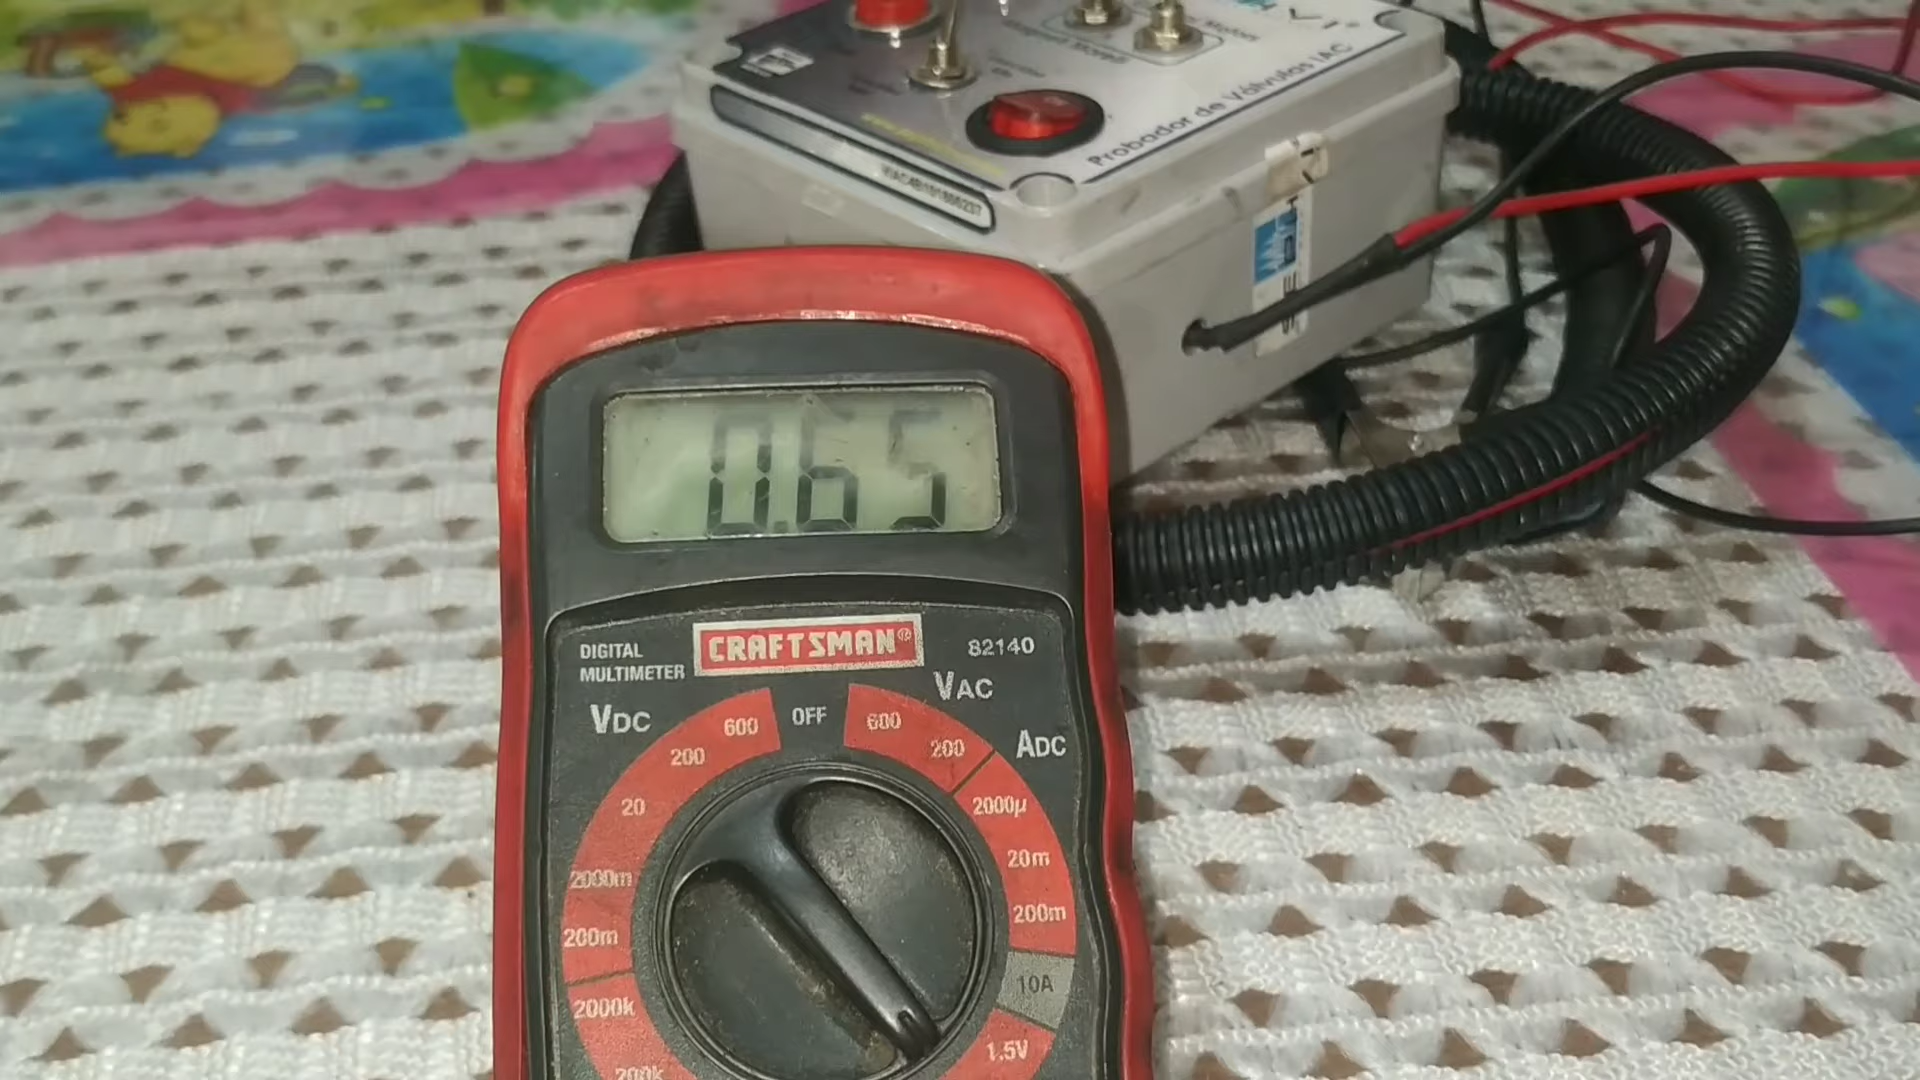 Probador de Válvulas IAC
0.65
DIGITAL
MULTIMETER
CRAFTSMAN®
82140
VDC
OFF
VAC
ADC
600
200
20
2000m
200m
2000k
200k
600
200
2000µ
20m
200m
10A
1.5V